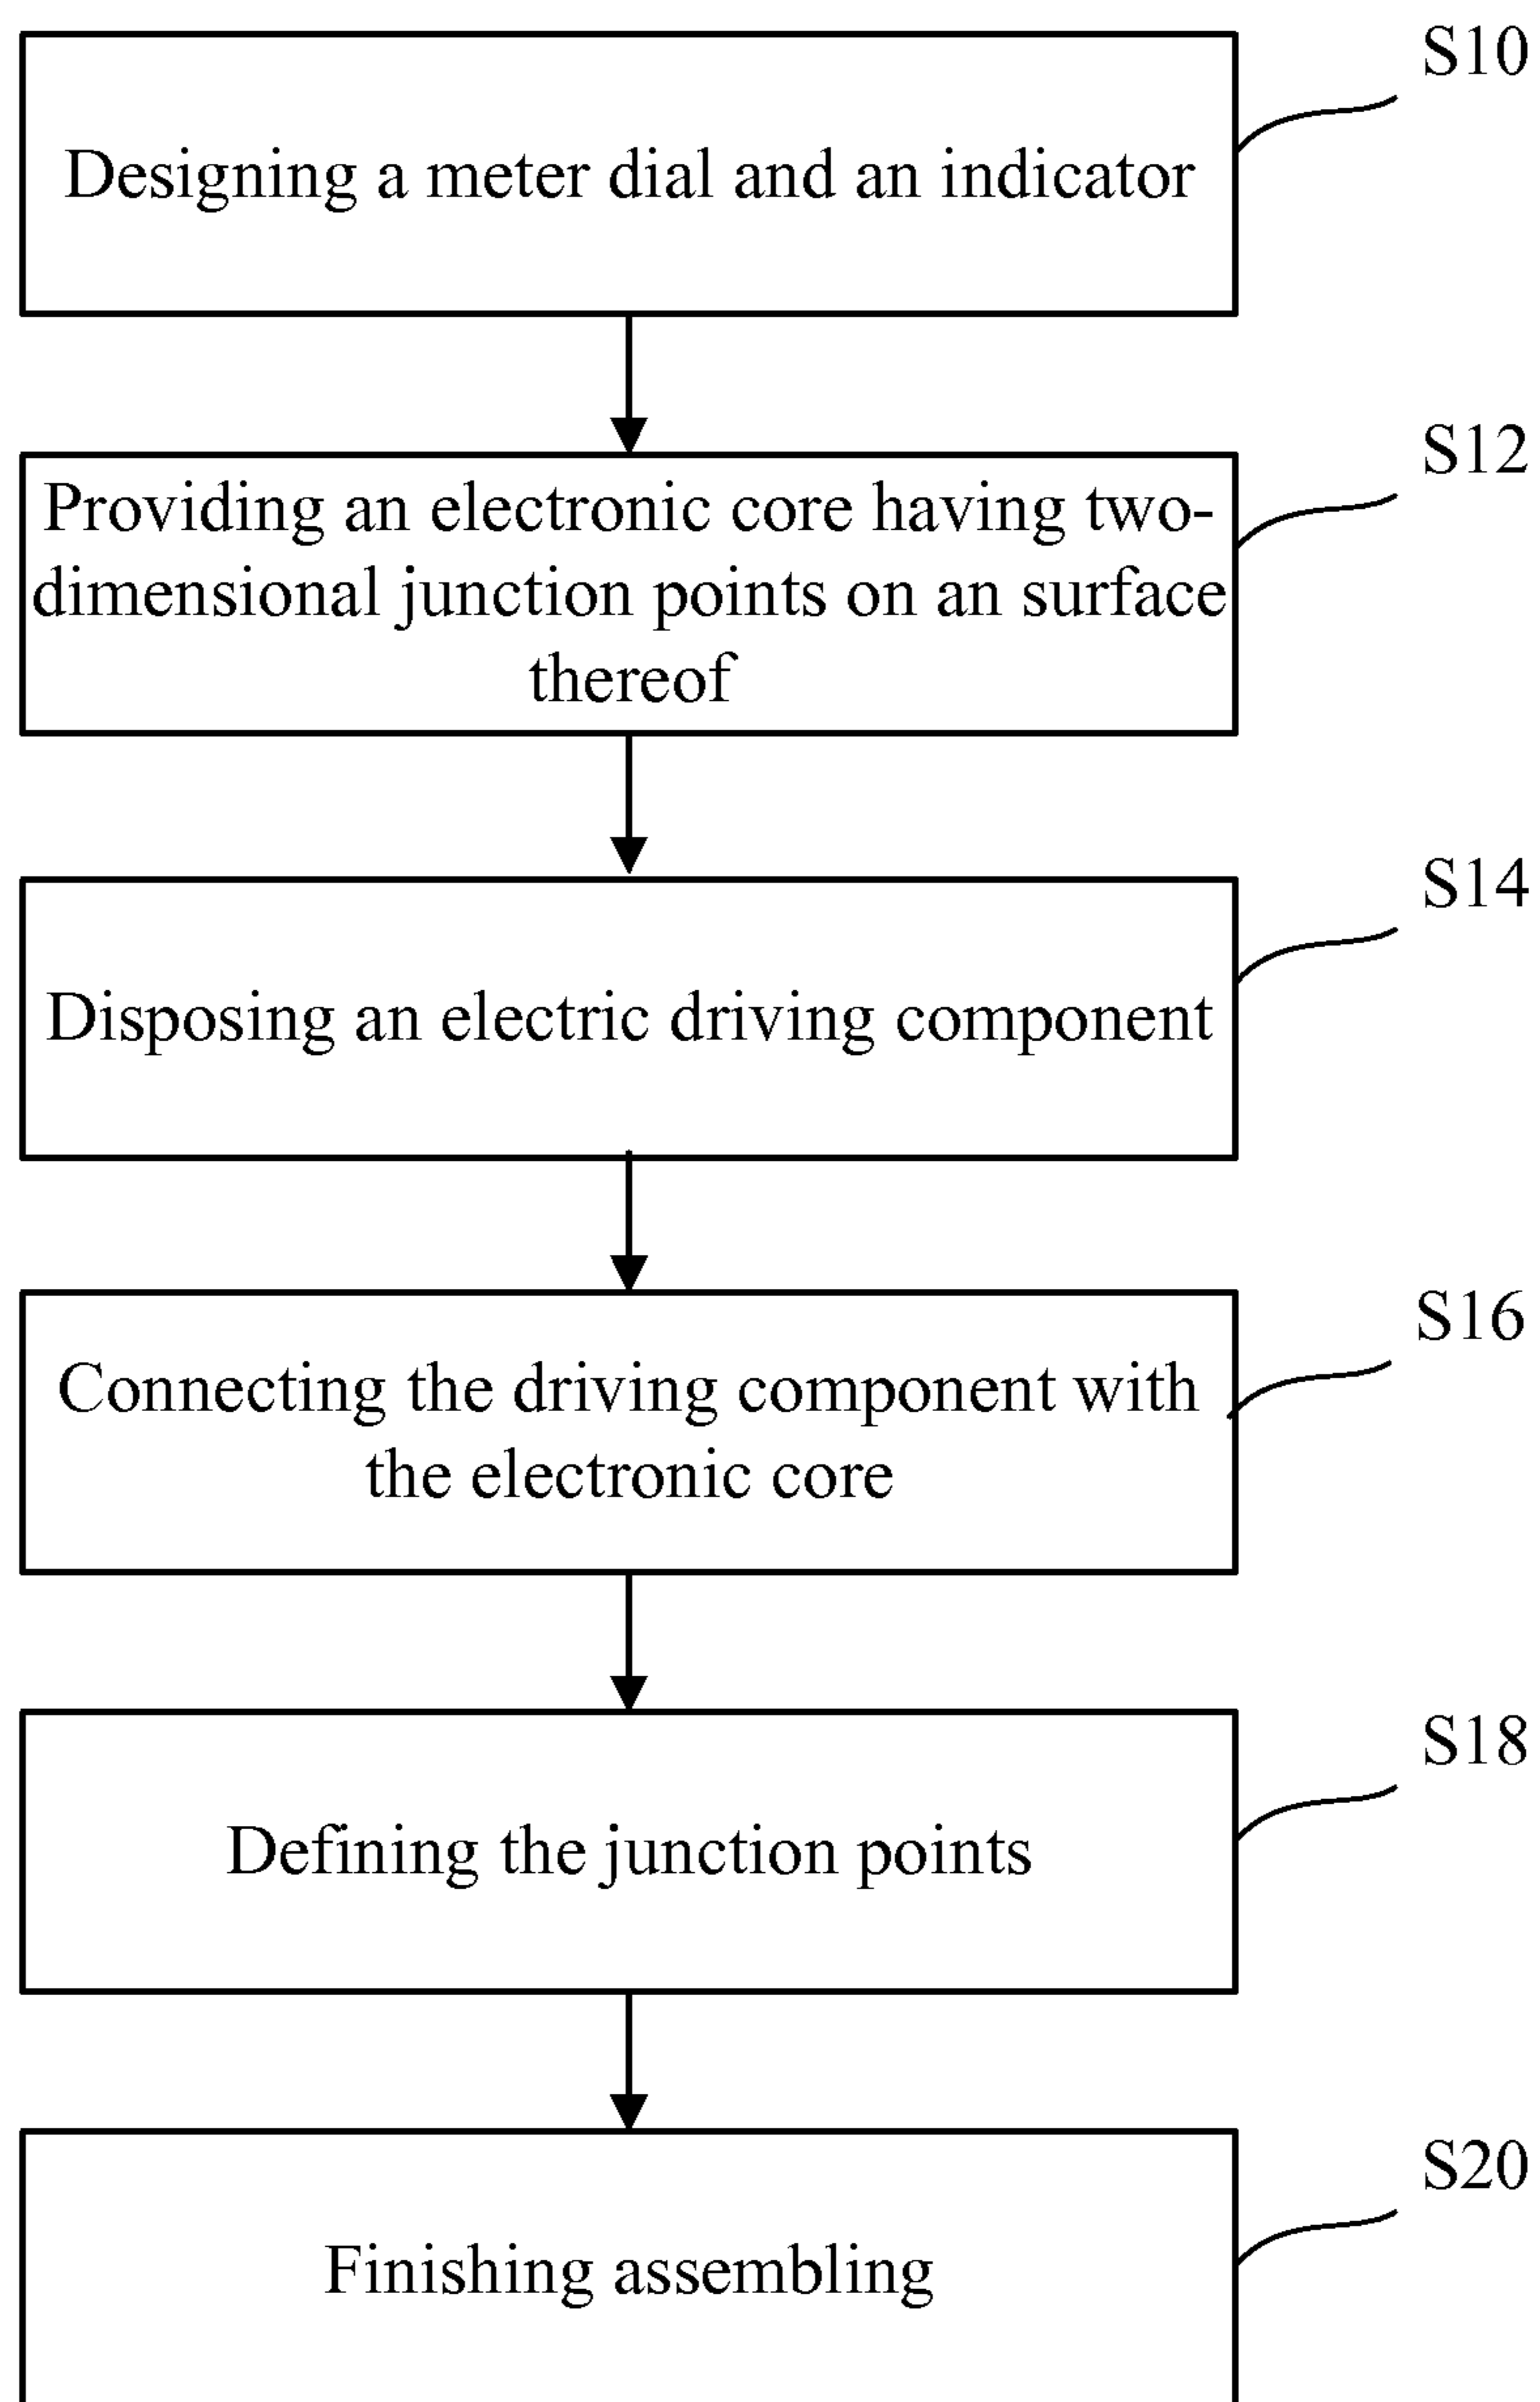 S10
Designing a meter dial and an indicator
S12
Providing an electronic core having two-
dimensional junction points on an surface
thereof
S14
Disposing an electric driving component
S16
Connecting the driving component with
the electronic core
S18
Defining the junction points
S20
Finishing assembling